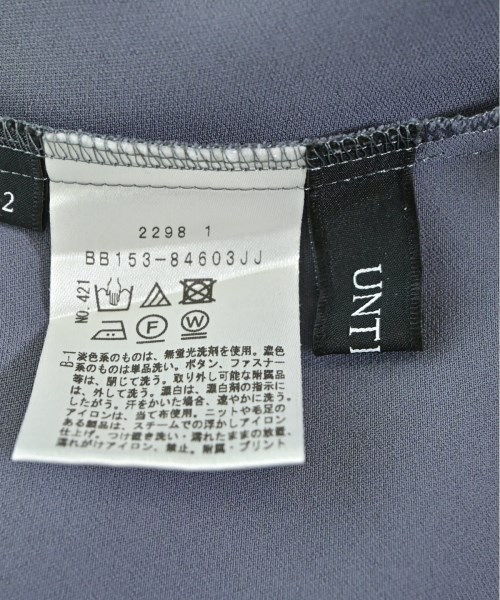 2
2298 1
BB153-84603JJ
NO.421
F
W
B-1
淡色系のものは、無蛍光洗剤を使用。濃色
系のものは単品洗い。ボタン、ファスナー
等は、閉じて洗う。取り外し可能な附属品
は、外して洗う。漂白は、漂白剤の指示に
したがう。汗をかいた場合、速やかに洗う。
アイロンは、当て布使用。ニットや毛足の
ある製品は、スチームでの浮かしアイロン
仕上げ。つけ置き洗い・濡れたままの放置、
濡れがけアイロン、禁止。附属・プリント
UNTI